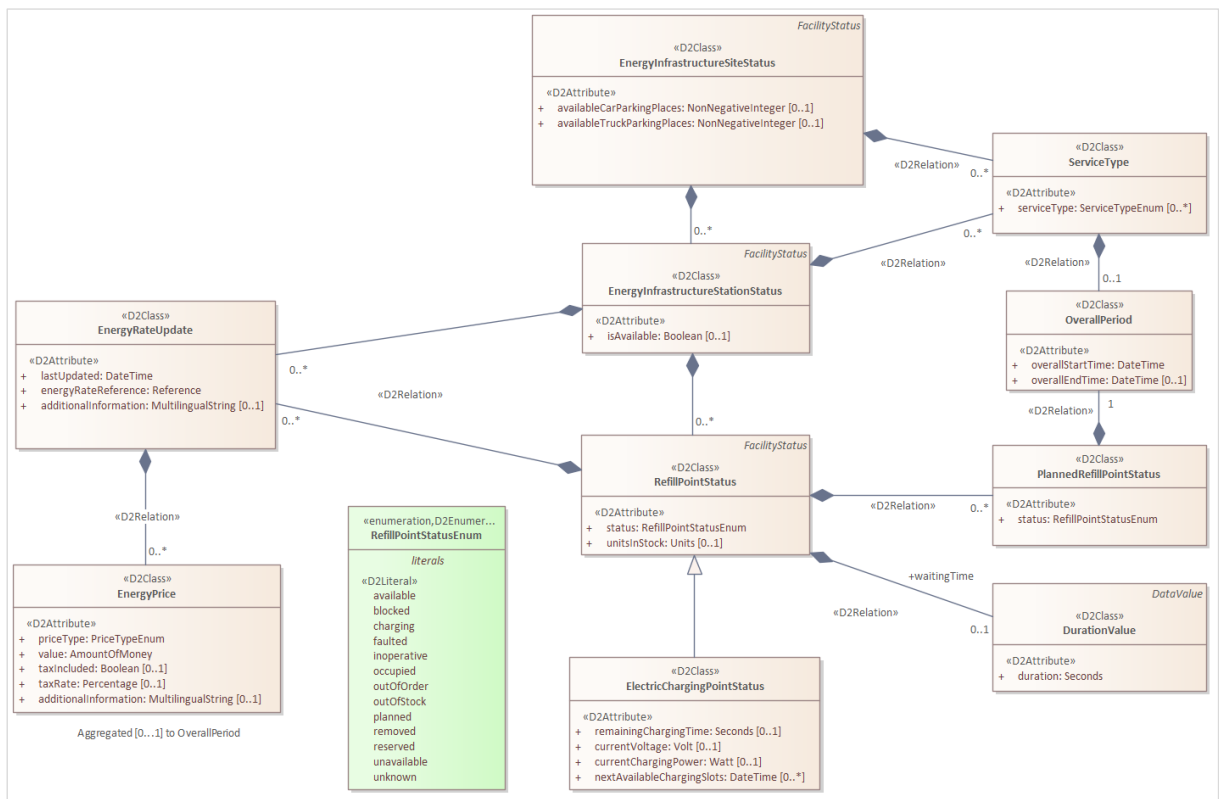 FacilityStatus
«D2Class»
EnergyInfrastructureSiteStatus
«D2Attribute»
+ availableCarParkingPlaces: NonNegativeInteger [0..1]
+ availableTruckParkingPlaces: NonNegativeInteger [0..1]
«D2Relation»
0..*
«D2Class»
ServiceType
«D2Attribute»
+ serviceType: ServiceTypeEnum [0..*]
0..*
0..*
«D2Relation»
«D2Relation»
0..1
FacilityStatus
«D2Class»
EnergyInfrastructureStationStatus
«D2Attribute»
+ isAvailable: Boolean [0..1]
«D2Class»
OverallPeriod
«D2Attribute»
+ overallStartTime: DateTime
+ overallEndTime: DateTime [0..1]
1
«D2Relation»
«D2Class»
EnergyRateUpdate
«D2Attribute»
+ lastUpdated: DateTime
+ energyRateReference: Reference
+ additionalInformation: MultilingualString [0..1]
0..*
«D2Relation»
0..*
0..*
FacilityStatus
«D2Class»
RefillPointStatus
«D2Attribute»
+ status: RefillPointStatusEnum
+ unitsInStock: Units [0..1]
«D2Relation»
0..*
«D2Class»
PlannedRefillPointStatus
«D2Attribute»
+ status: RefillPointStatusEnum
+waitingTime
«D2Relation»
0..1
DataValue
«D2Class»
DurationValue
«D2Attribute»
+ duration: Seconds
«D2Relation»
0..*
«D2Class»
EnergyPrice
«D2Attribute»
+ priceType: PriceTypeEnum
+ value: AmountOfMoney
+ taxIncluded: Boolean [0..1]
+ taxRate: Percentage [0..1]
+ additionalInformation: MultilingualString [0..1]
Aggregated [0...1] to OverallPeriod
«enumeration,D2Enumer...
RefillPointStatusEnum
literals
«D2Literal»
available
blocked
charging
faulted
inoperative
occupied
outOfOrder
outOfStock
planned
removed
reserved
unavailable
unknown
«D2Class»
ElectricChargingPointStatus
«D2Attribute»
+ remainingChargingTime: Seconds [0..1]
+ currentVoltage: Volt [0..1]
+ currentChargingPower: Watt [0..1]
+ nextAvailableChargingSlots: DateTime [0..*]